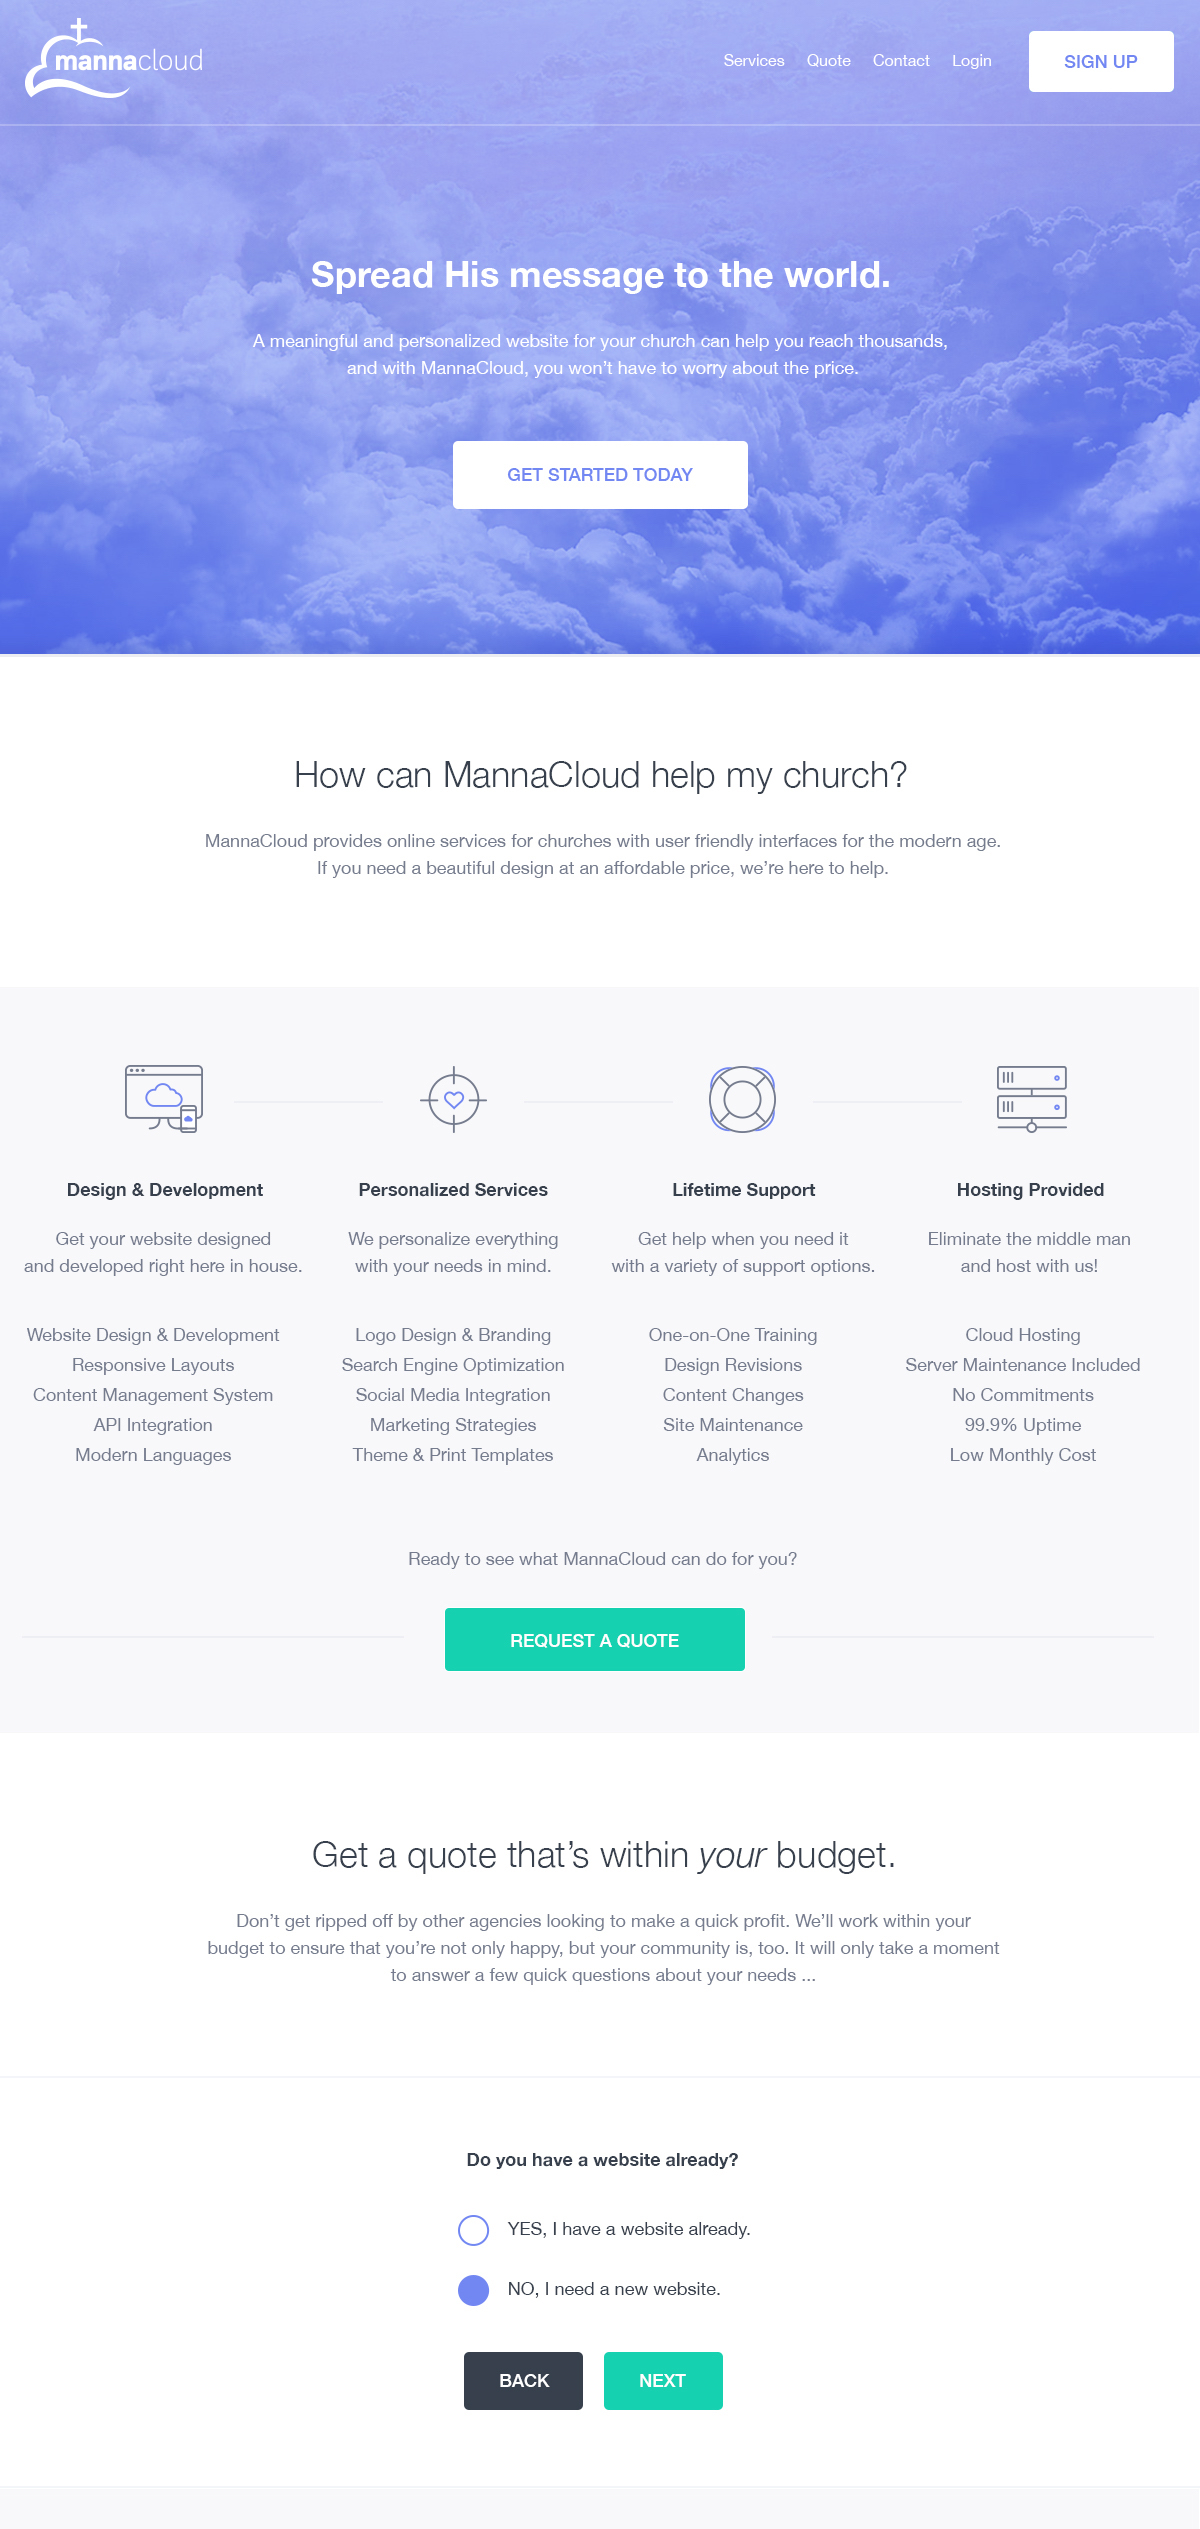 mannacloud
Services Quote Contact Login SIGN UP
Spread His message to the world.
A meaningful and personalized website for your church can help you reach thousands,
and with MannaCloud, you won’t have to worry about the price.
GET STARTED TODAY
How can MannaCloud help my church?
MannaCloud provides online services for churches with user friendly interfaces for the modern age.
If you need a beautiful design at an affordable price, we’re here to help.
Design & Development
Get your website designed
and developed right here in house.
Website Design & Development
Responsive Layouts
Content Management System
API Integration
Modern Languages
Personalized Services
We personalize everything
with your needs in mind.
Logo Design & Branding
Search Engine Optimization
Social Media Integration
Marketing Strategies
Theme & Print Templates
Lifetime Support
Get help when you need it
with a variety of support options.
One-on-One Training
Design Revisions
Content Changes
Site Maintenance
Analytics
Hosting Provided
Eliminate the middle man
and host with us!
Cloud Hosting
Server Maintenance Included
No Commitments
99.9% Uptime
Low Monthly Cost
Ready to see what MannaCloud can do for you?
REQUEST A QUOTE
Get a quote that’s within your budget.
Don’t get ripped off by other agencies looking to make a quick profit. We’ll work within your
budget to ensure that you’re not only happy, but your community is, too. It will only take a moment
to answer a few quick questions about your needs ...
Do you have a website already?
YES, I have a website already.
NO, I need a new website.
BACK NEXT